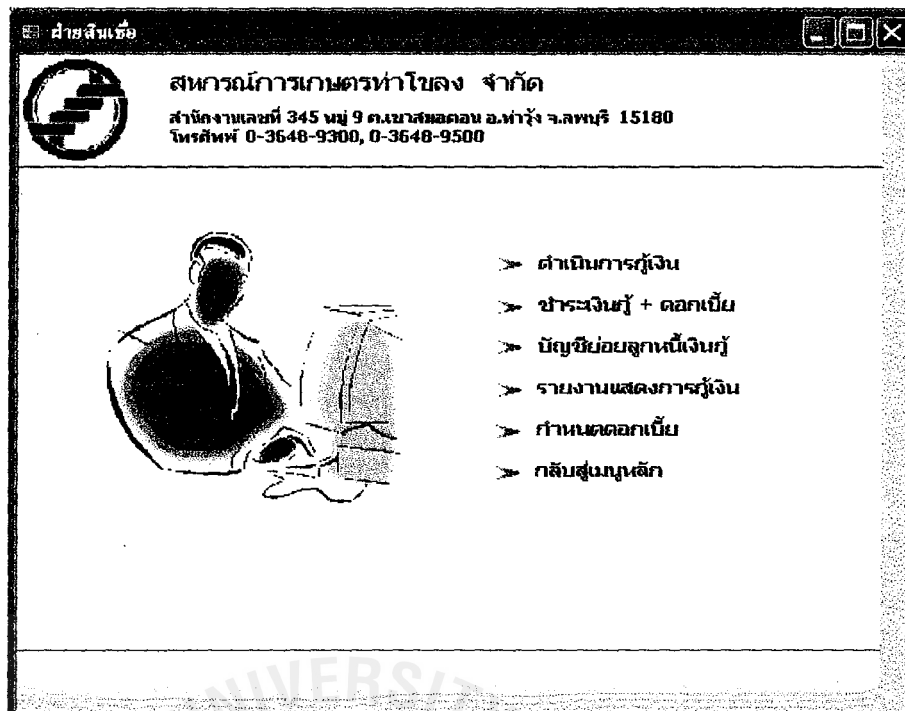 ฝ่ายสินเชื่อ
สหกรณ์การเกษตรท่าโขลง จำกัด
สำนักงานเลขที่ 345 หมู่ 9 ต.เขาสมอคอน อ.ท่าวุ้ง จ.ลพบุรี 15180
โทรศัพท์ 0-3648-9300, 0-3648-9500
ดำเนินการกู้เงิน
ชำระเงินกู้ + ดอกเบี้ย
บัญชีย่อยลูกหนี้เงินกู้
รายงานแสดงการกู้เงิน
กำหนดดอกเบี้ย
กลับสู่เมนูหลัก